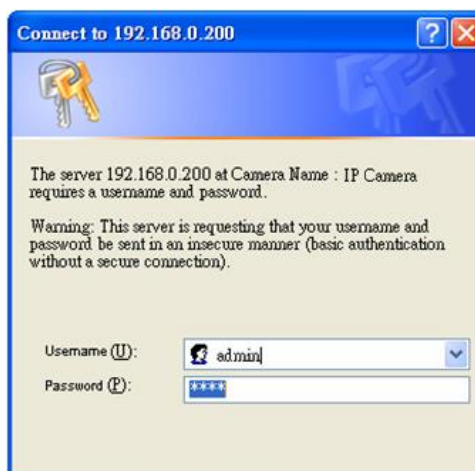 Connect to 192.168.0.200
The server 192.168.0.200 at Camera Name : IP Camera
requires a username and password.
Warning: This server is requesting that your username and
password be sent in an insecure manner (basic authentication
without a secure connection).
Username (U):
admin
Password (P):
****